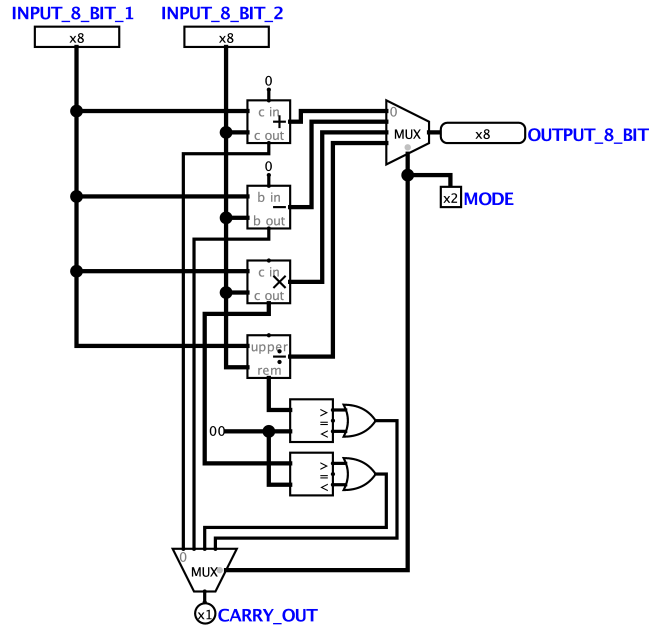 INPUT_8_BIT_1 INPUT_8_BIT_2
x8 x8
0
c in
+
c out
0
MUX
x8 OUTPUT_8_BIT
0
b in
−
b out
x2 MODE
c in
×
c out
upper
÷
rem
>
=
<
00
>
=
<
0
MUX
x1 CARRY_OUT